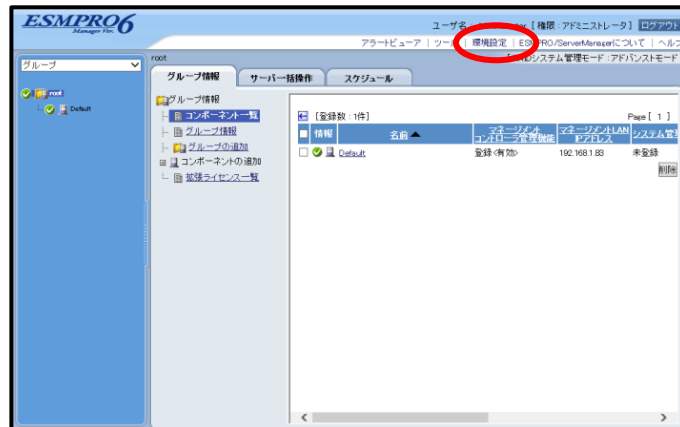 ESMPRO6
Manager Ver.
ユーザ名 [権限：アドミニストレータ] ログアウト
アラートビューア | ツール | 環境設定 | ESMPRO/ServerManagerについて | ヘルプ
グループ
root
システム管理モード：アドバンストモード
グループ情報 サーバー括操作 スケジュール
root
Default
グループ情報
コンポーネント一覧
グループ情報
グループの追加
コンポーネントの追加
拡張ライセンス一覧
[登録数：1件] Page [ 1 ]
情報 名前▲ マネージメントコントローラ管理機能 マネージメントLAN IPアドレス システム管理
Default 登録<有効> 192.168.1.83 未登録
削除